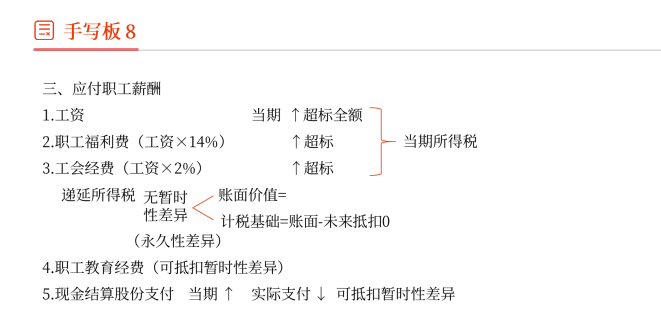 手写板 8
三、应付职工薪酬
1.工资 当期 ↑超标全额
2.职工福利费（工资×14%） ↑超标 当期所得税
3.工会经费（工资×2%） ↑超标
递延所得税 无暂时性差异 账面价值=
计税基础=账面-未来抵扣0
（永久性差异）
4.职工教育经费（可抵扣暂时性差异）
5.现金结算股份支付 当期↑ 实际支付↓ 可抵扣暂时性差异